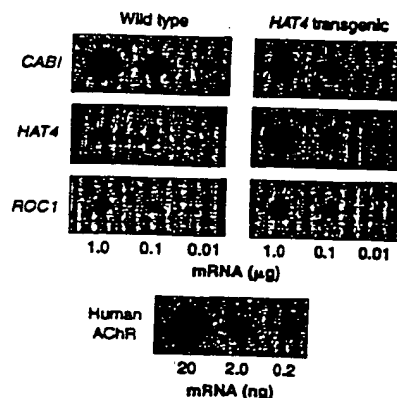 Wild type HAT4 transgenic
CABI
HAT4
ROC1
1.0 0.1 0.01 1.0 0.1 0.01
mRNA (μg)
Human
AChR
20 2.0 0.2
mRNA (ng)